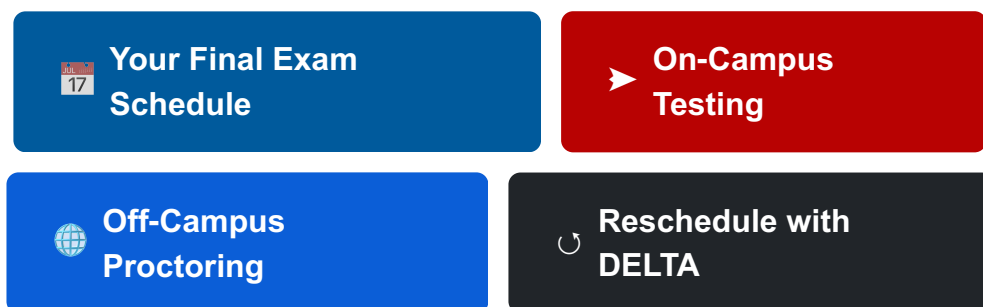 JUL
17
Your Final Exam
Schedule
On-Campus
Testing
Off-Campus
Proctoring
Reschedule with
DELTA